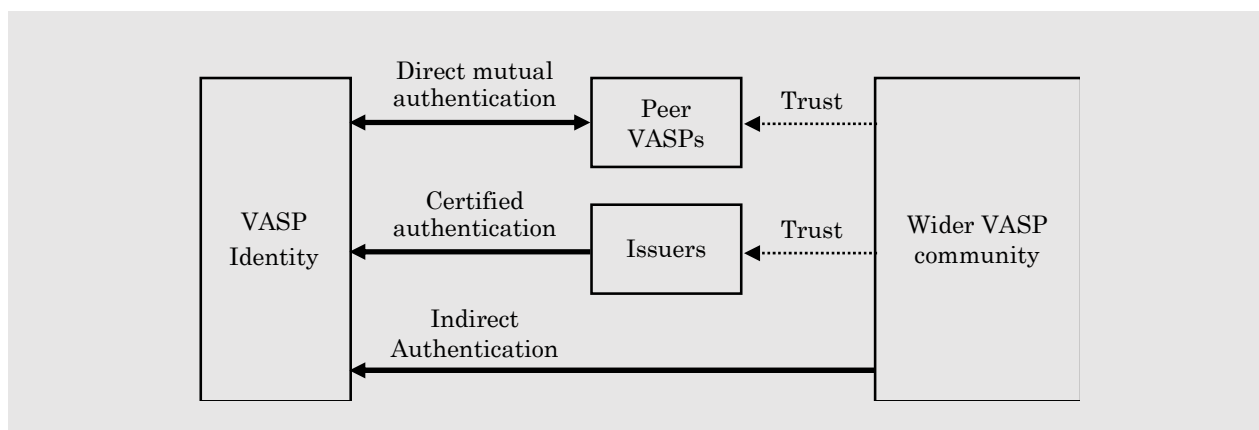 Direct mutual
authentication
Peer
VASPs
Trust
VASP
Identity
Certified
authentication
Issuers
Trust
Wider VASP
community
Indirect
Authentication